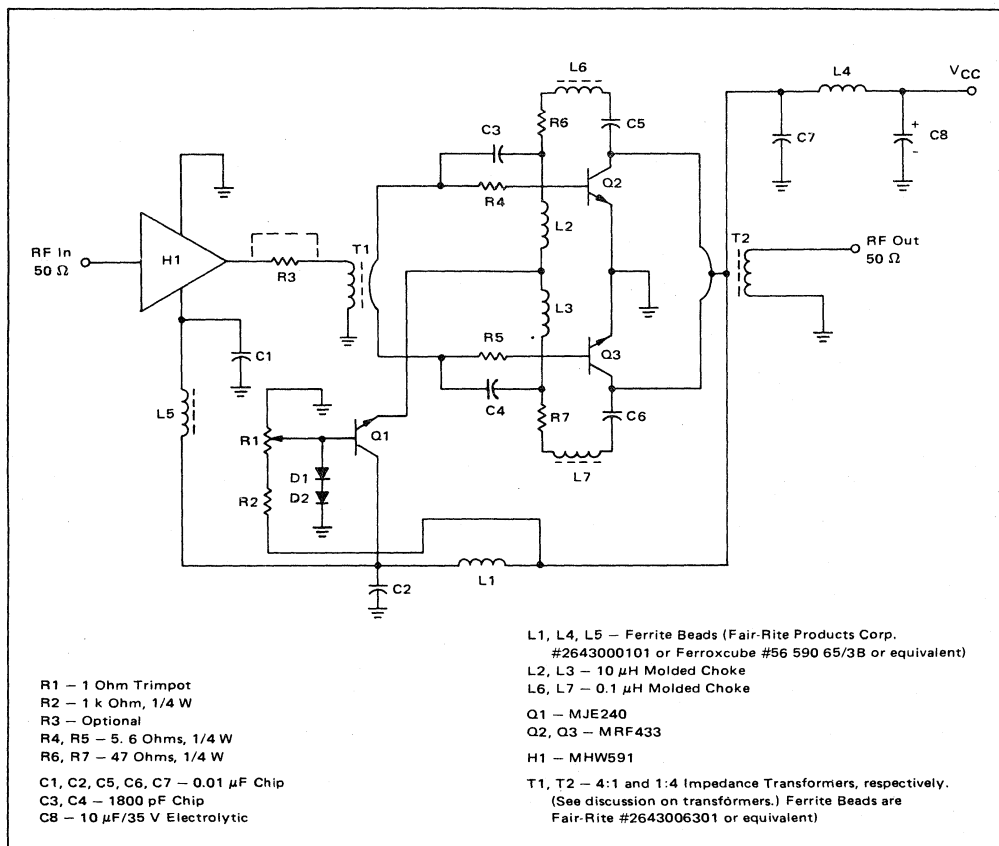 L6
L4
VCC
R6
C5
C3
C7
C8
+
-
Q2
R4
H1
T1
L2
RF In
50 Ω
R3
T2
RF Out
50 Ω
L3
R5
Q3
C1
C4
L5
R7
C6
R1
Q1
L7
D1
R2
D2
L1
C2
R1 – 1 Ohm Trimpot
R2 – 1 k Ohm, 1/4 W
R3 – Optional
R4, R5 – 5. 6 Ohms, 1/4 W
R6, R7 – 47 Ohms, 1/4 W
C1, C2, C5, C6, C7 – 0.01 μF Chip
C3, C4 – 1800 pF Chip
C8 – 10 μF/35 V Electrolytic
L1, L4, L5 – Ferrite Beads (Fair-Rite Products Corp.
#2643000101 or Ferroxcube #56 590 65/3B or equivalent)
L2, L3 – 10 μH Molded Choke
L6, L7 – 0.1 μH Molded Choke
Q1 – MJE240
Q2, Q3 – MRF433
H1 – MHW591
T1, T2 – 4:1 and 1:4 Impedance Transformers, respectively.
(See discussion on transformers.) Ferrite Beads are
Fair-Rite #2643006301 or equivalent)